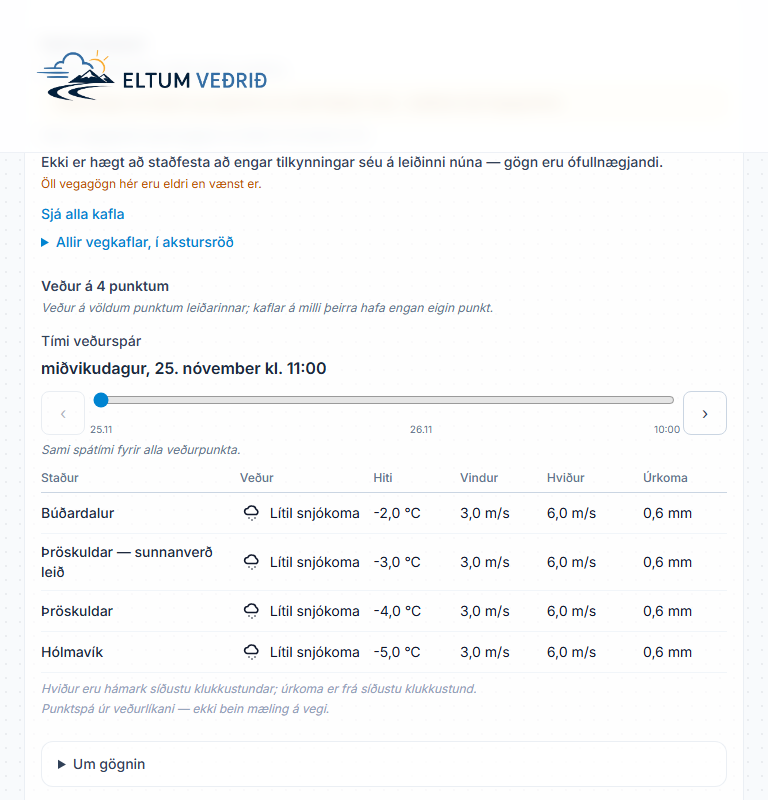 ELTUM VEÐRIÐ
Ekki er hægt að staðfesta að engar tilkynningar séu á leiðinni núna — gögn eru ófullnægjandi.
Öll vegagögn hér eru eldri en vænst er.
Sjá alla kafla
Allir vegkaflar, í akstursröð
Veður á 4 punktum
Veður á völdum punktum leiðarinnar; kaflar á milli þeirra hafa engan eigin punkt.
Tími veðurspár
miðvikudagur, 25. nóvember kl. 11:00
25.11 26.11 10:00
Sami spátími fyrir alla veðurpunkta.
Staður Veður Hiti Vindur Hviður Úrkoma
Búðardalur Lítil snjókoma -2,0 °C 3,0 m/s 6,0 m/s 0,6 mm
Þröskuldar — sunnanverð
leið Lítil snjókoma -3,0 °C 3,0 m/s 6,0 m/s 0,6 mm
Þröskuldar Lítil snjókoma -4,0 °C 3,0 m/s 6,0 m/s 0,6 mm
Hólmavík Lítil snjókoma -5,0 °C 3,0 m/s 6,0 m/s 0,6 mm
Hviður eru hámark síðustu klukkustundar; úrkoma er frá síðustu klukkustund.
Punktspá úr veðurlíkani — ekki bein mæling á vegi.
Um gögnin